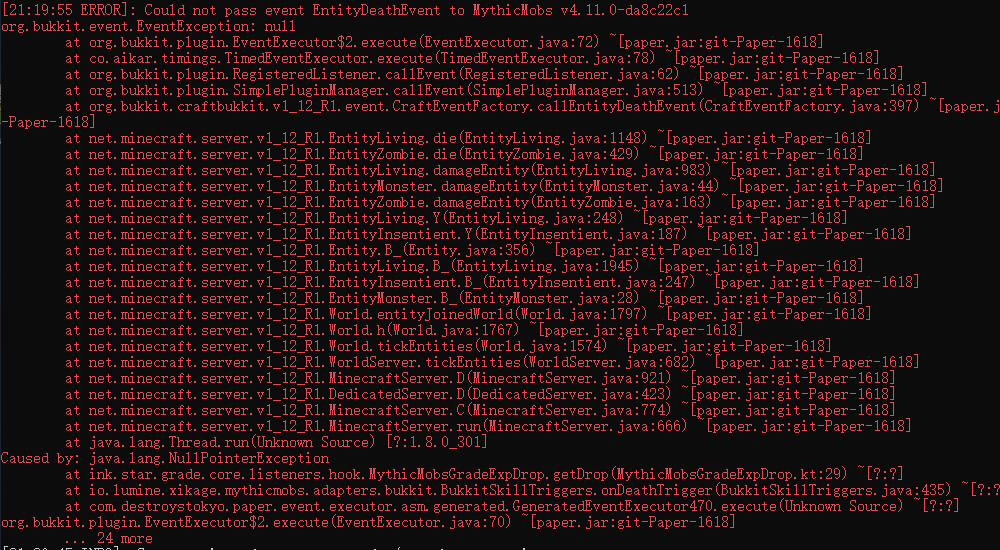 [21:19:55 ERROR]: Could not pass event EntityDeathEvent to MythicMobs v4.11.0-da8c22c1
org.bukkit.event.EventException: null
at org.bukkit.plugin.EventExecutor$2.execute(EventExecutor.java:72) ~[paper.jar:git-Paper-1618]
at co.aikar.timings.TimedEventExecutor.execute(TimedEventExecutor.java:78) ~[paper.jar:git-Paper-1618]
at org.bukkit.plugin.RegisteredListener.callEvent(RegisteredListener.java:62) ~[paper.jar:git-Paper-1618]
at org.bukkit.plugin.SimplePluginManager.callEvent(SimplePluginManager.java:513) ~[paper.jar:git-Paper-1618]
at org.bukkit.craftbukkit.v1_12_R1.event.CraftEventFactory.callEntityDeathEvent(CraftEventFactory.java:397) ~[paper.j
-Paper-1618]
at net.minecraft.server.v1_12_R1.EntityLiving.die(EntityLiving.java:1148) ~[paper.jar:git-Paper-1618]
at net.minecraft.server.v1_12_R1.EntityZombie.die(EntityZombie.java:429) ~[paper.jar:git-Paper-1618]
at net.minecraft.server.v1_12_R1.EntityLiving.damageEntity(EntityLiving.java:983) ~[paper.jar:git-Paper-1618]
at net.minecraft.server.v1_12_R1.EntityMonster.damageEntity(EntityMonster.java:44) ~[paper.jar:git-Paper-1618]
at net.minecraft.server.v1_12_R1.EntityZombie.damageEntity(EntityZombie.java:163) ~[paper.jar:git-Paper-1618]
at net.minecraft.server.v1_12_R1.EntityLiving.Y(EntityLiving.java:248) ~[paper.jar:git-Paper-1618]
at net.minecraft.server.v1_12_R1.EntityInsentient.Y(EntityInsentient.java:187) ~[paper.jar:git-Paper-1618]
at net.minecraft.server.v1_12_R1.Entity.B_(Entity.java:356) ~[paper.jar:git-Paper-1618]
at net.minecraft.server.v1_12_R1.EntityLiving.B_(EntityLiving.java:1945) ~[paper.jar:git-Paper-1618]
at net.minecraft.server.v1_12_R1.EntityInsentient.B_(EntityInsentient.java:247) ~[paper.jar:git-Paper-1618]
at net.minecraft.server.v1_12_R1.EntityMonster.B_(EntityMonster.java:28) ~[paper.jar:git-Paper-1618]
at net.minecraft.server.v1_12_R1.World.entityJoinedWorld(World.java:1797) ~[paper.jar:git-Paper-1618]
at net.minecraft.server.v1_12_R1.World.h(World.java:1767) ~[paper.jar:git-Paper-1618]
at net.minecraft.server.v1_12_R1.World.tickEntities(World.java:1574) ~[paper.jar:git-Paper-1618]
at net.minecraft.server.v1_12_R1.WorldServer.tickEntities(WorldServer.java:682) ~[paper.jar:git-Paper-1618]
at net.minecraft.server.v1_12_R1.MinecraftServer.D(MinecraftServer.java:921) ~[paper.jar:git-Paper-1618]
at net.minecraft.server.v1_12_R1.DedicatedServer.D(DedicatedServer.java:423) ~[paper.jar:git-Paper-1618]
at net.minecraft.server.v1_12_R1.MinecraftServer.C(MinecraftServer.java:774) ~[paper.jar:git-Paper-1618]
at net.minecraft.server.v1_12_R1.MinecraftServer.run(MinecraftServer.java:666) ~[paper.jar:git-Paper-1618]
at java.lang.Thread.run(Unknown Source) [?:1.8.0_301]
Caused by: java.lang.NullPointerException
at ink.star.grade.core.listeners.hook.MythicMobsGradeExpDrop.getDrop(MythicMobsGradeExpDrop.kt:29) ~[?:?]
at io.lumine.xikage.mythicmobs.adapters.bukkit.BukkitSkillTriggers.onDeathTrigger(BukkitSkillTriggers.java:435) ~[?:?
at com.destroystokyo.paper.event.executor.asm.generated.GeneratedEventExecutor470.execute(Unknown Source) ~[?:?]
org.bukkit.plugin.EventExecutor$2.execute(EventExecutor.java:70) ~[paper.jar:git-Paper-1618]
... 24 more